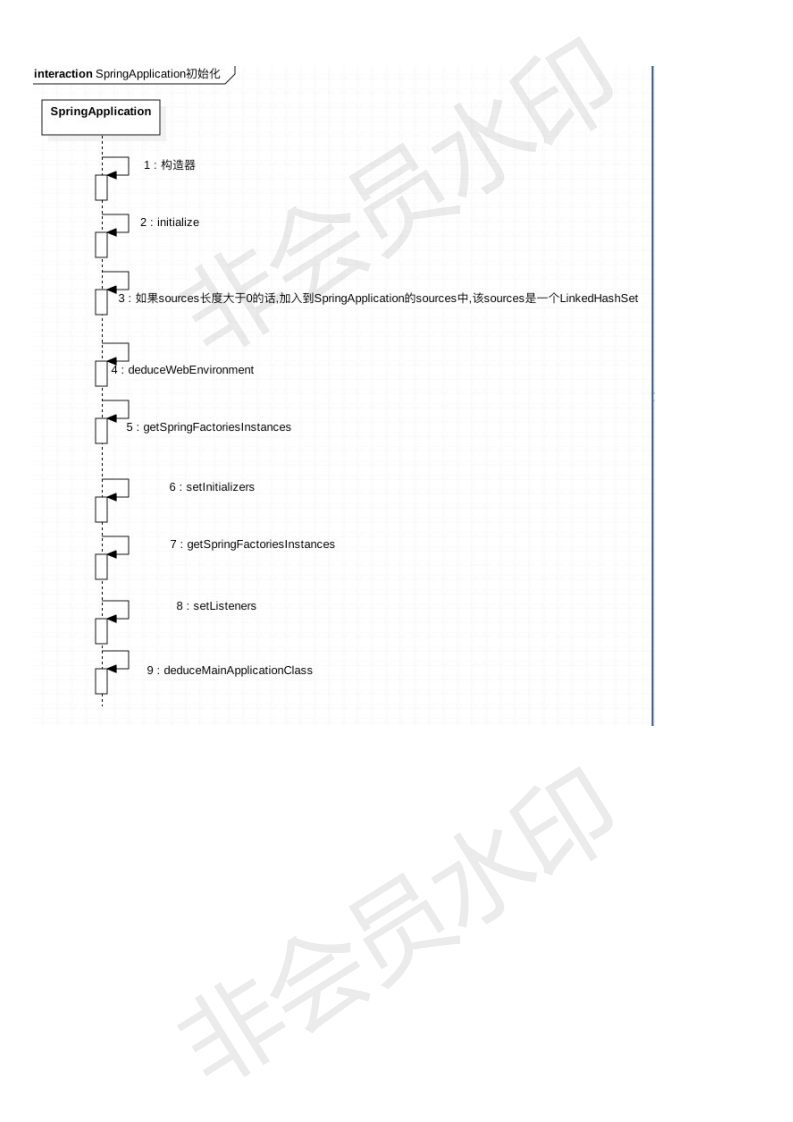 interaction SpringApplication初始化
SpringApplication
1 : 构造器
2 : initialize
3 : 如果sources长度大于0的话,加入到SpringApplication的sources中,该sources是一个LinkedHashSet
4 : deduceWebEnvironment
5 : getSpringFactoriesInstances
6 : setInitializers
7 : getSpringFactoriesInstances
8 : setListeners
9 : deduceMainApplicationClass
非会员水印
非会员水印